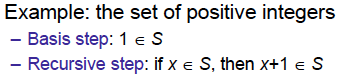 Example: the set of positive integers
– Basis step: 1 ∈ S
– Recursive step: if x ∈ S, then x+1 ∈ S